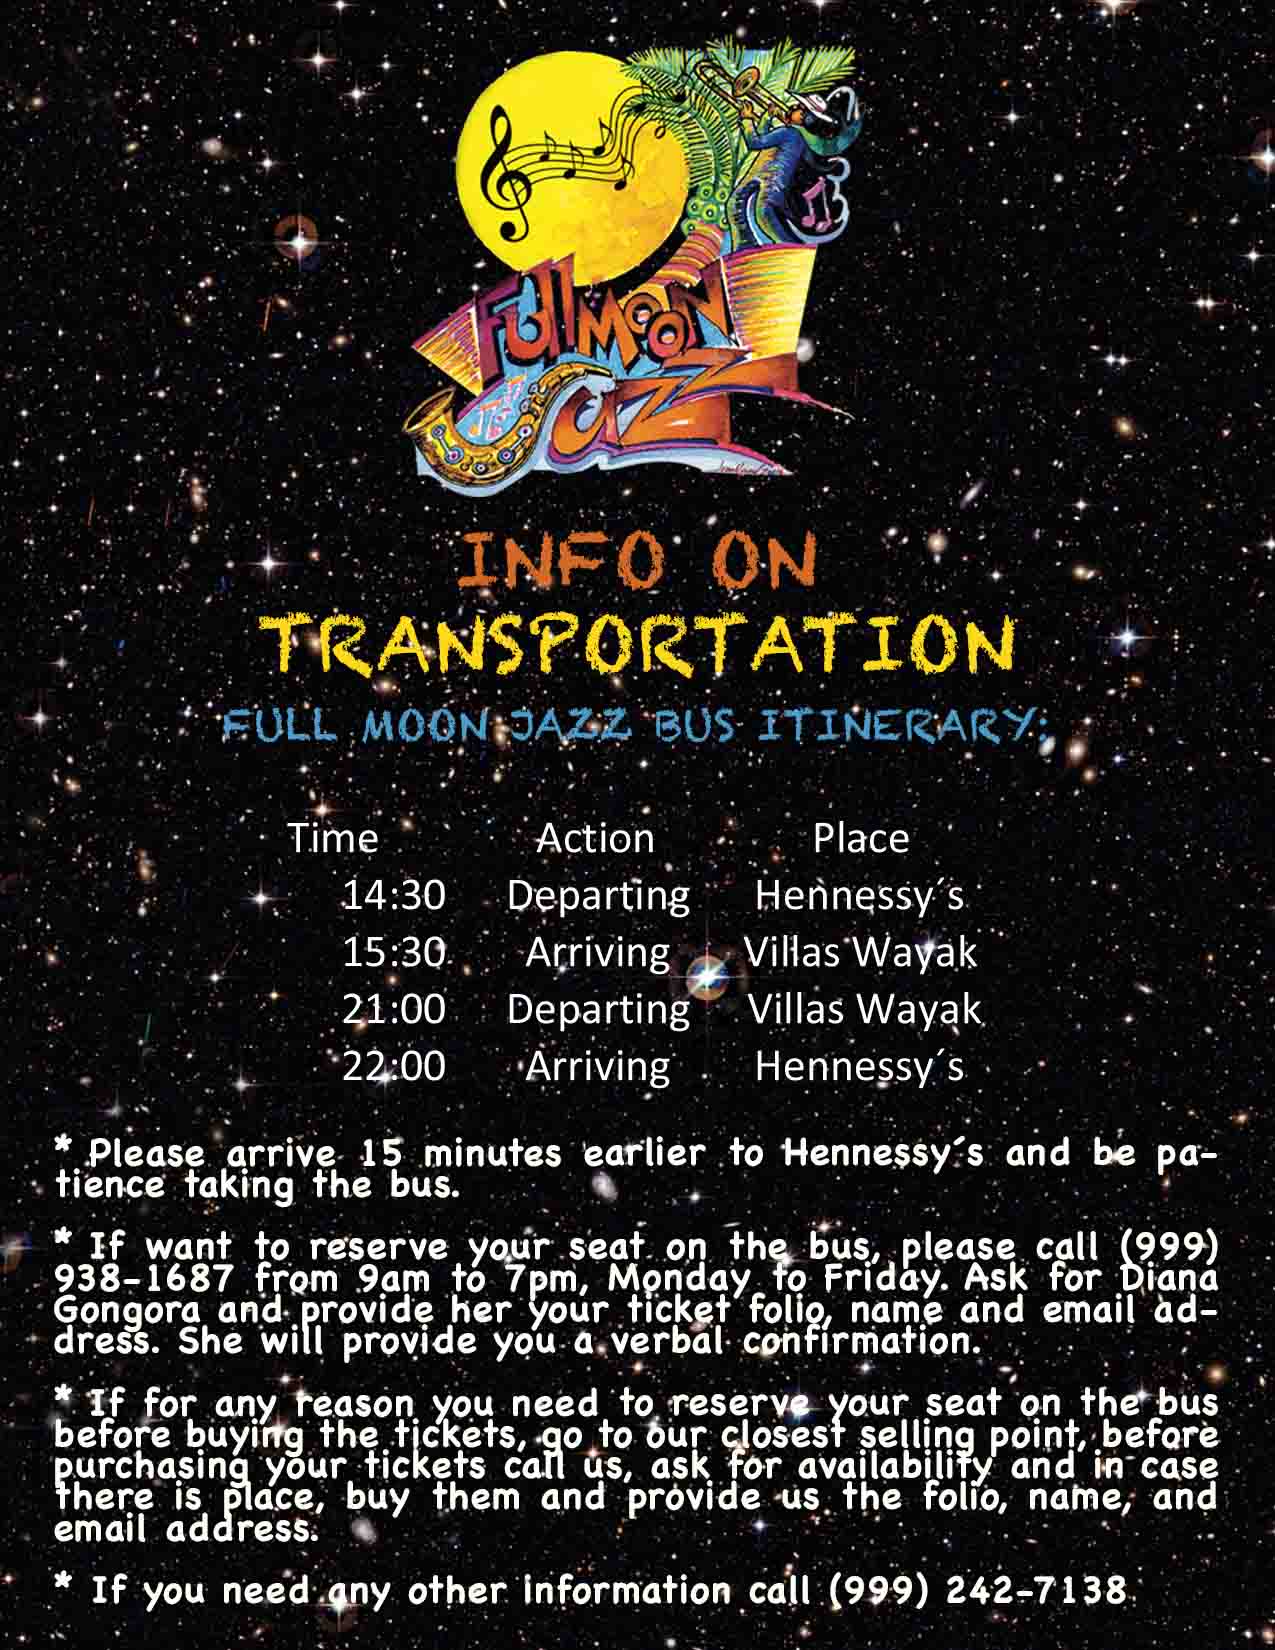 Full Moon
Jazz
INFO ON
TRANSPORTATION
FULL MOON JAZZ BUS ITINERARY:
Time Action Place
14:30 Departing Hennessy´s
15:30 Arriving Villas Wayak
21:00 Departing Villas Wayak
22:00 Arriving Hennessy´s
* Please arrive 15 minutes earlier to Hennessy´s and be pa-
tience taking the bus.
* If want to reserve your seat on the bus, please call (999)
938-1687 from 9am to 7pm, Monday to Friday. Ask for Diana
Gongora and provide her your ticket folio, name and email ad-
dress. She will provide you a verbal confirmation.
* If for any reason you need to reserve your seat on the bus
before buying the tickets, go to our closest selling point, before
purchasing your tickets call us, ask for availability and in case
there is place, buy them and provide us the folio, name, and
email address.
* If you need any other information call (999) 242-7138